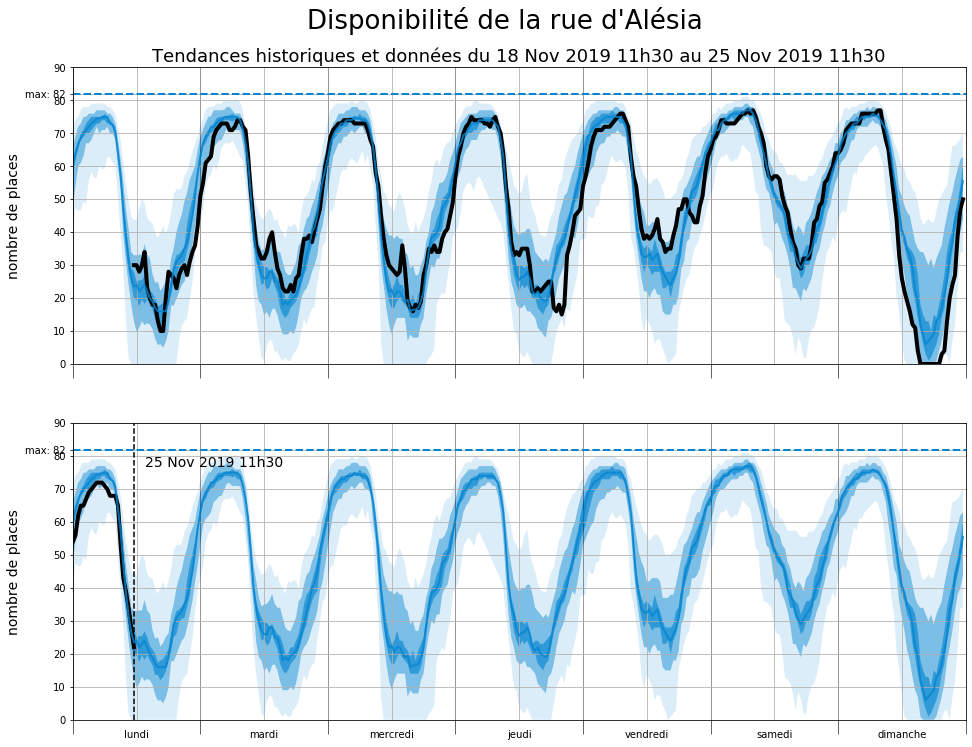 Disponibilité de la rue d'Alésia
Tendances historiques et données du 18 Nov 2019 11h30 au 25 Nov 2019 11h30
90
max: 82
80
70
60
50
40
30
20
10
0
nombre de places
90
max: 82
80
70
60
50
40
30
20
10
0
nombre de places
25 Nov 2019 11h30
lundi mardi mercredi jeudi vendredi samedi dimanche